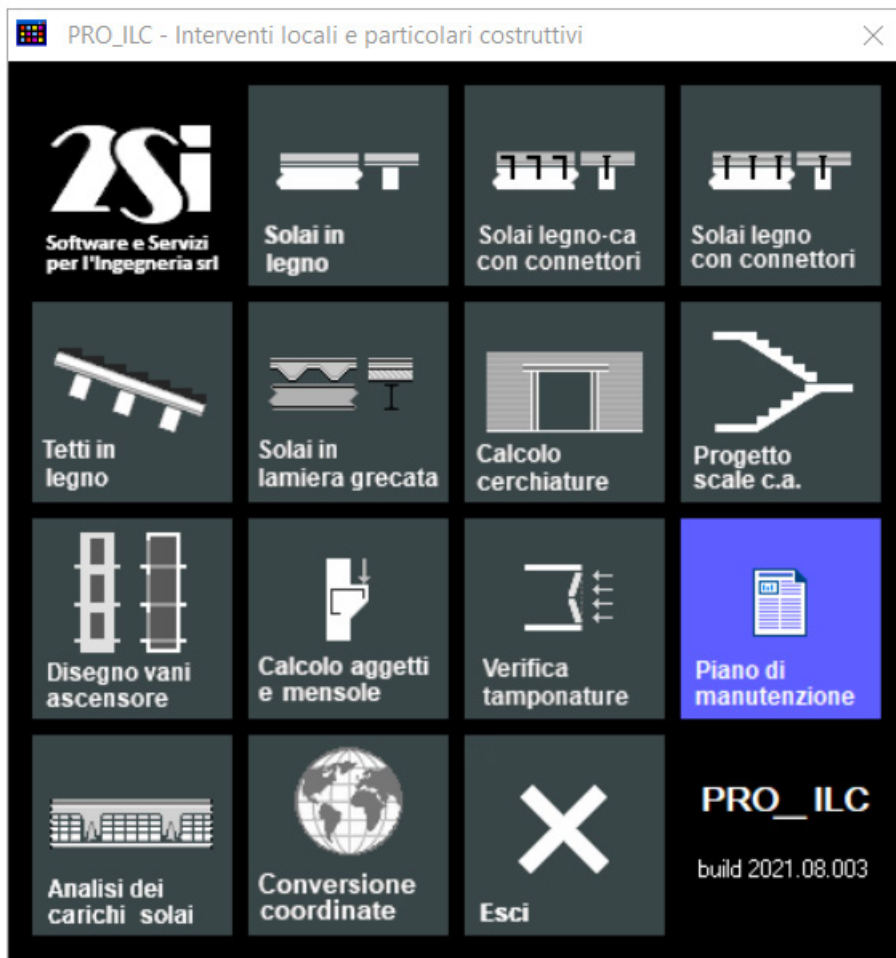 PRO_ILC - Interventi locali e particolari costruttivi
2Si
Software e Servizi
per l'Ingegneria srl
Solai in
legno
Solai legno-ca
con connettori
Solai legno
con connettori
Tetti in
legno
Solai in
lamiera grecata
Calcolo
cerchiature
Progetto
scale c.a.
Disegno vani
ascensore
Calcolo aggetti
e mensole
Verifica
tamponature
Piano di
manutenzione
Analisi dei
carichi solai
Conversione
coordinate
Esci
PRO_ ILC
build 2021.08.003